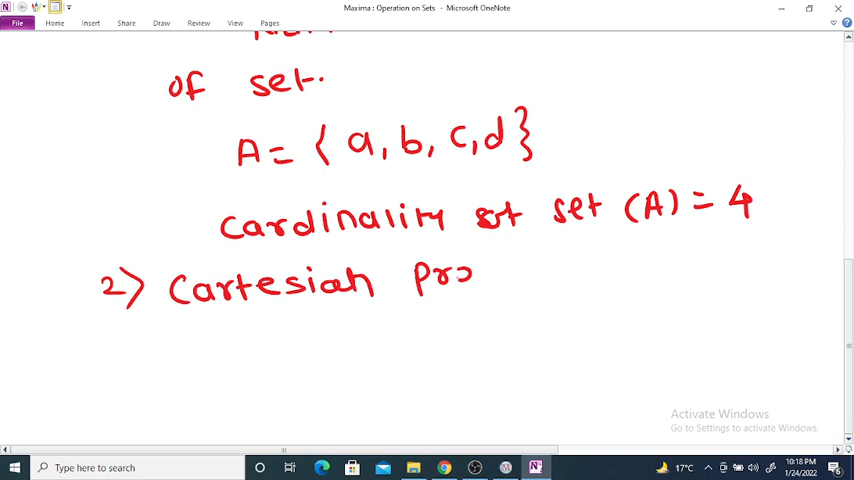 Maxima : Operation on Sets - Microsoft OneNote
File Home Insert Share Draw Review View Pages
of set.
A = { a, b, c, d }
Cardinality of set (A) = 4
2) Cartesian Pro
Activate Windows
Go to Settings to activate Windows.
Type here to search
17°C
10:18 PM
1/24/2022
6